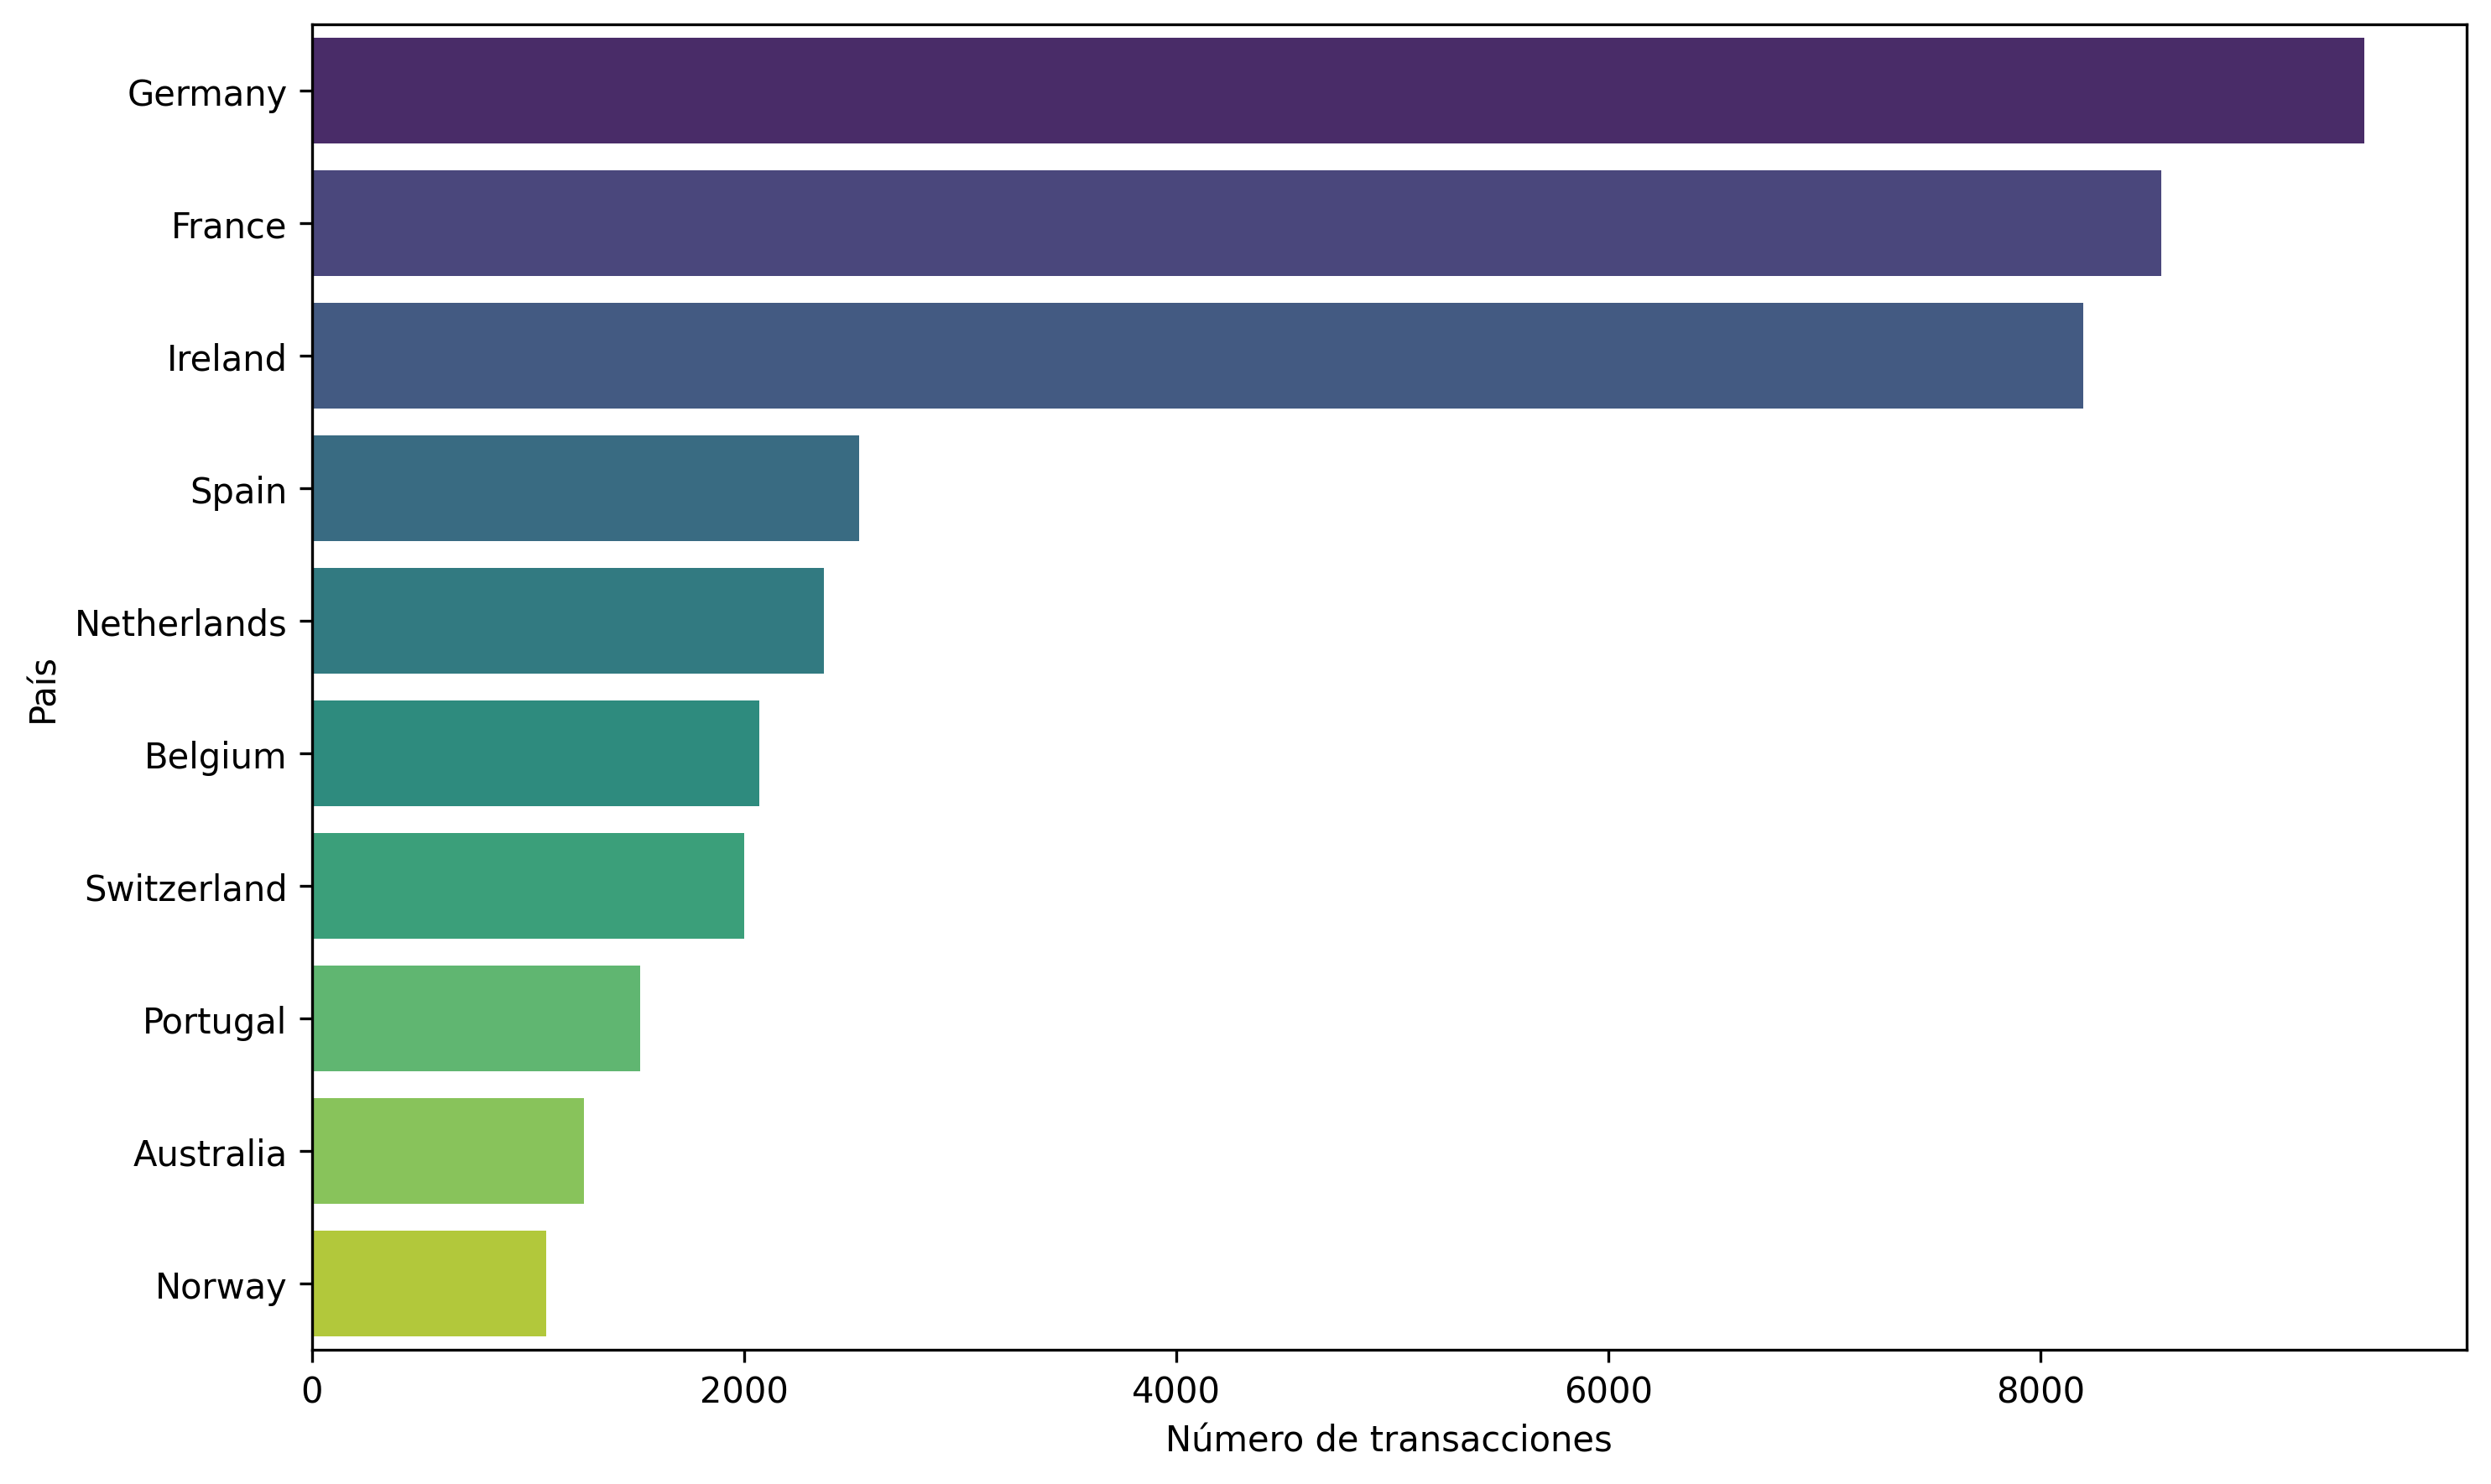 Germany
France
Ireland
Spain
Netherlands
Belgium
Switzerland
Portugal
Australia
Norway
País
0 2000 4000 6000 8000
Número de transacciones